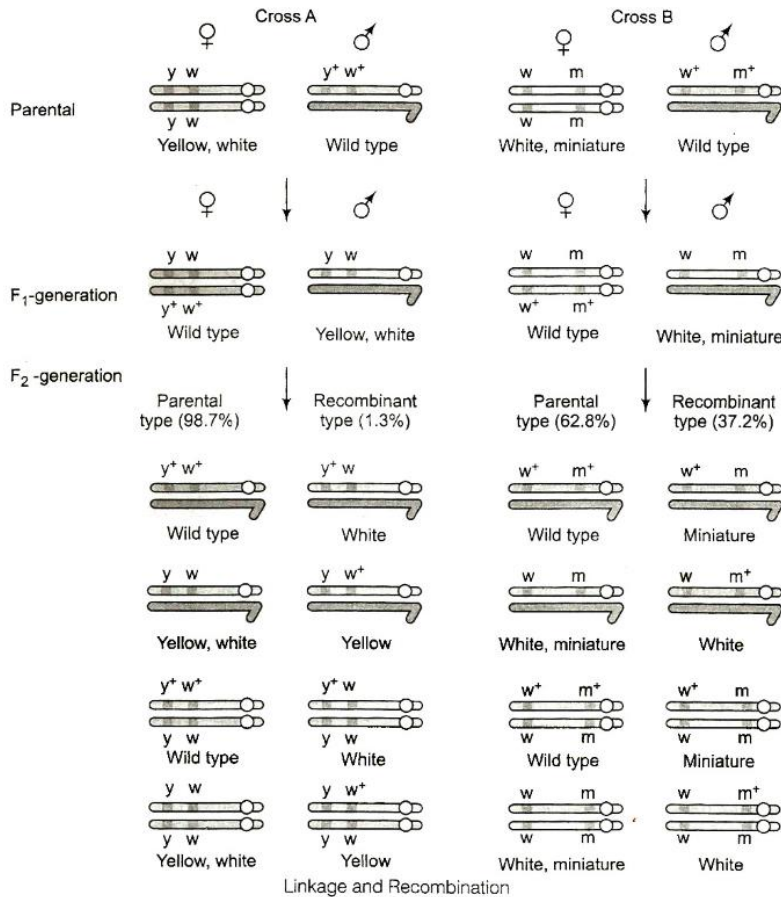 Cross A Cross B
♀ ♂ ♀ ♂
y w y⁺ w⁺ w m w⁺ m⁺
Parental
y w w m
Yellow, white Wild type White, miniature Wild type
♀ ♂ ♀ ♂
y w y w w m w m
F₁-generation
y⁺ w⁺ w⁺ m⁺
Wild type Yellow, white Wild type White, miniature
F₂ -generation
Parental Recombinant Parental Recombinant
type (98.7%) type (1.3%) type (62.8%) type (37.2%)
y⁺ w⁺ y⁺ w w⁺ m⁺ w⁺ m
Wild type White Wild type Miniature
y w y w⁺ w m w m⁺
Yellow, white Yellow White, miniature White
y⁺ w⁺ y⁺ w w⁺ m⁺ w⁺ m
y w y w w m w m
Wild type White Wild type Miniature
y w y w⁺ w m w m⁺
y w y w w m w m
Yellow, white Yellow White, miniature White
Linkage and Recombination